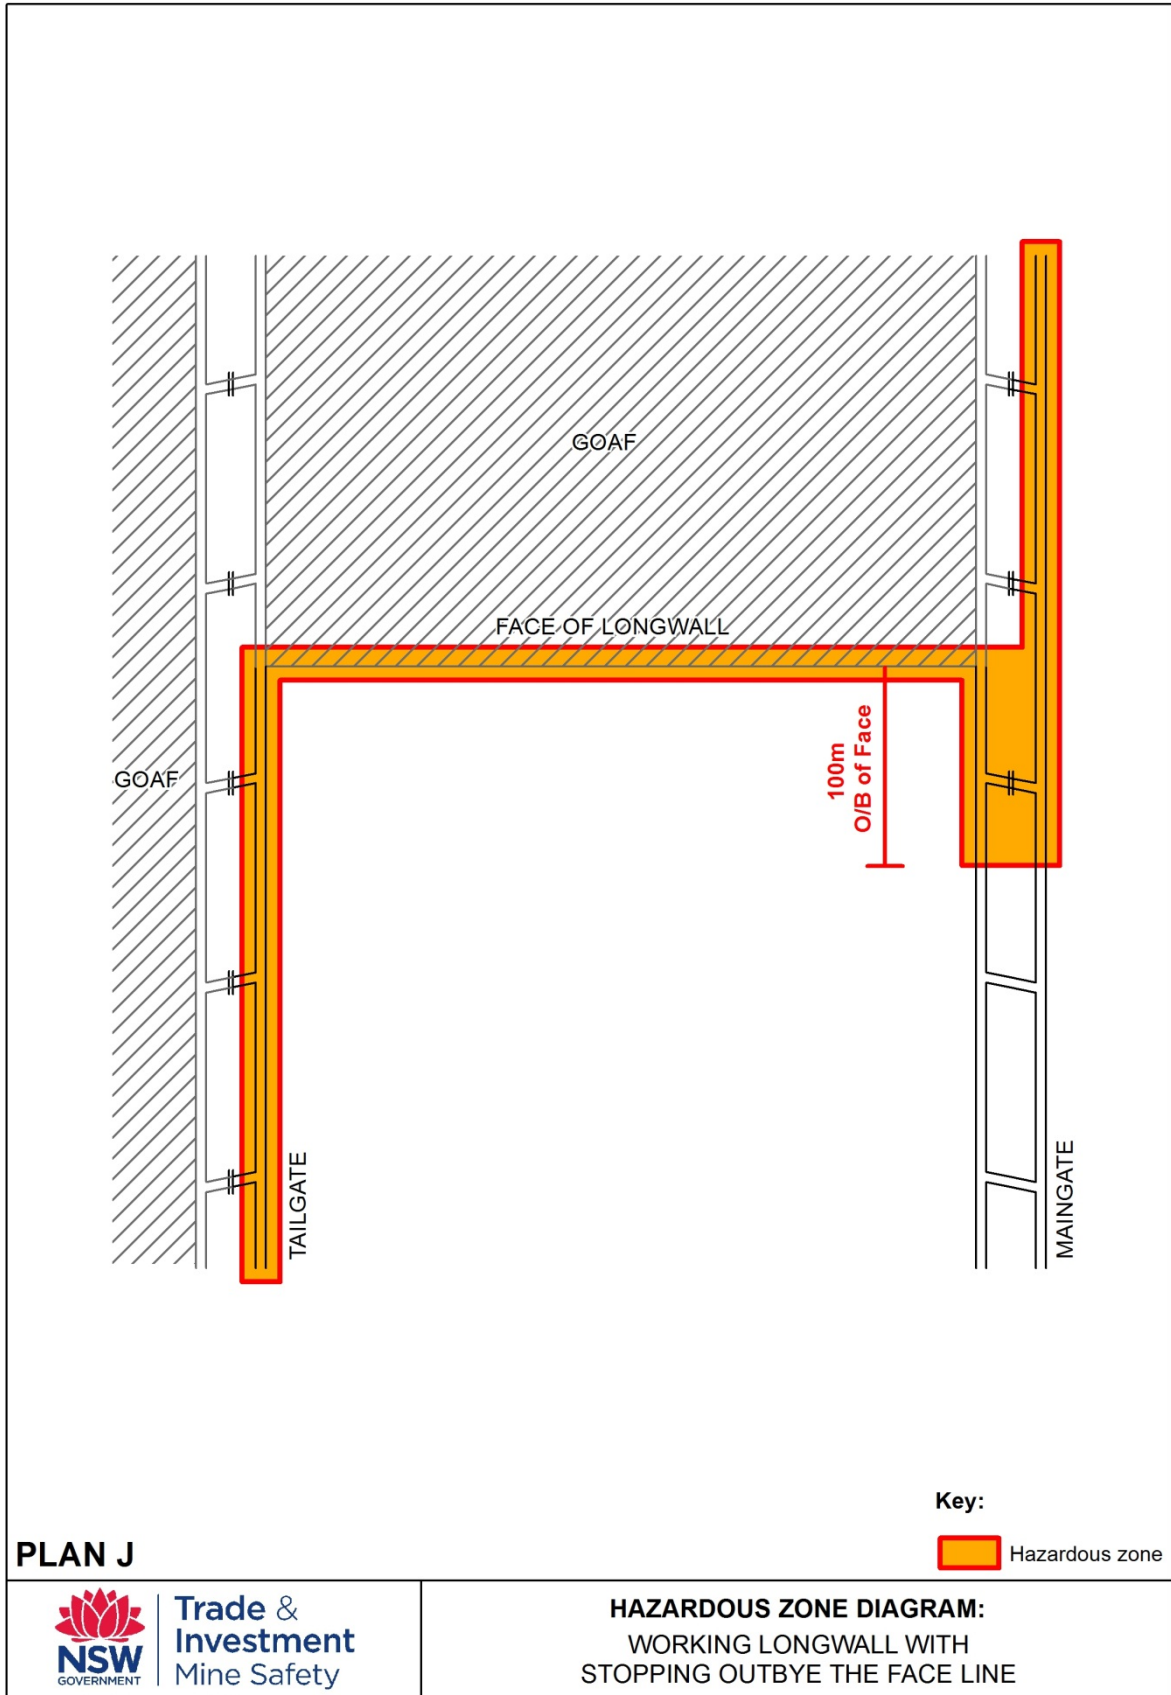 GOAF
FACE OF LONGWALL
100m
O/B of Face
GOAF
TAILGATE
MAINGATE
Key:
Hazardous zone
PLAN J
NSW
GOVERNMENT
Trade &
Investment
Mine Safety
HAZARDOUS ZONE DIAGRAM:
WORKING LONGWALL WITH
STOPPING OUTBYE THE FACE LINE